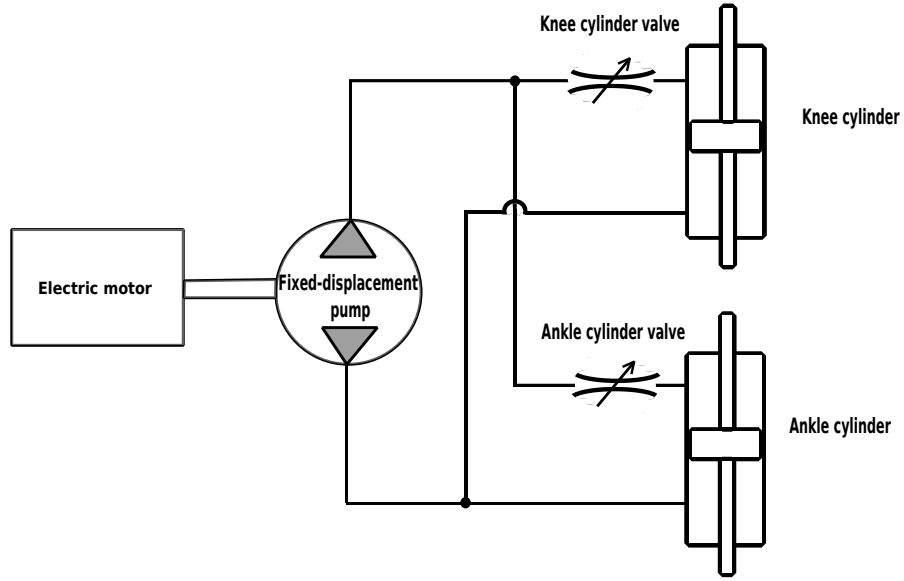 Knee cylinder valve
Knee cylinder
Electric motor
Fixed-displacement
pump
Ankle cylinder valve
Ankle cylinder